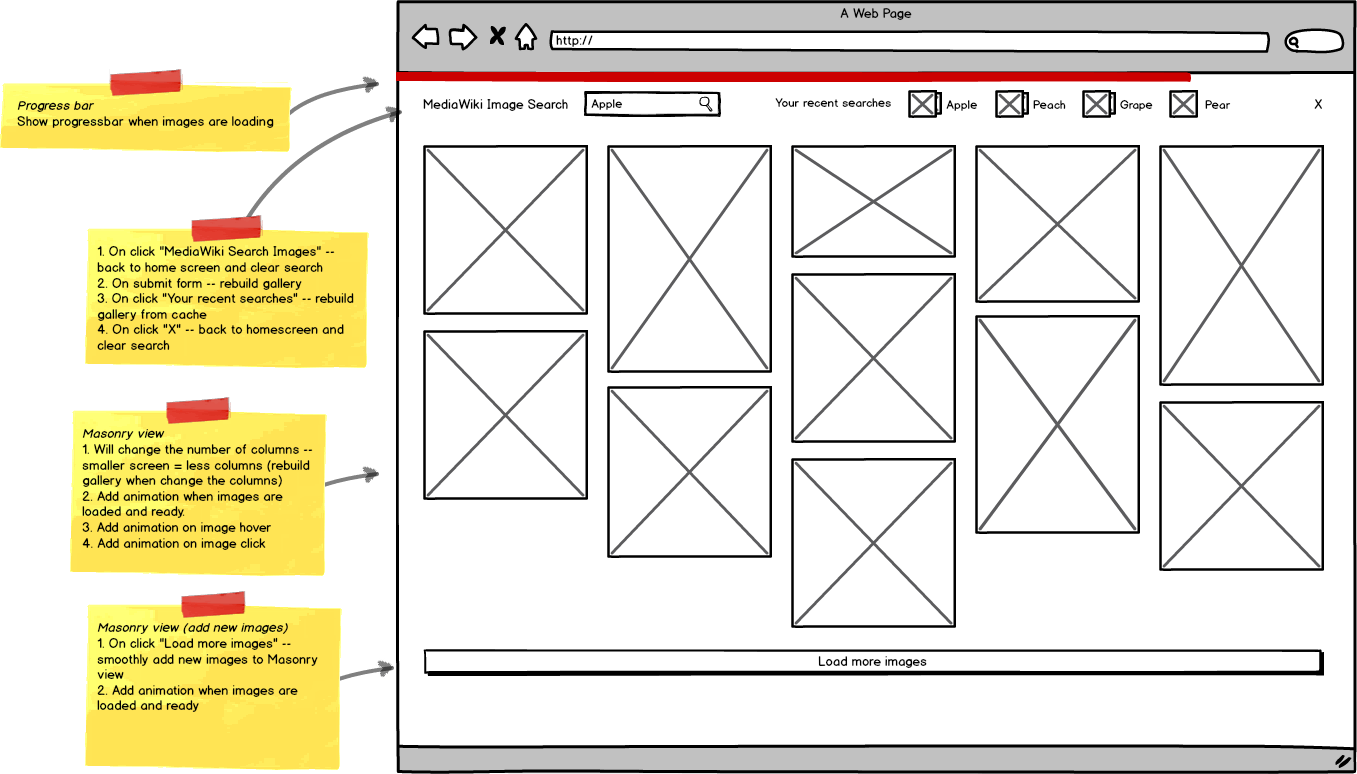 A Web Page
http://
Progress bar
Show progressbar when images are loading
MediaWiki Image Search
Apple
Your recent searches
Apple
Peach
Grape
Pear
X
1. On click "MediaWiki Search Images" --
back to home screen and clear search
2. On submit form -- rebuild gallery
3. On click "Your recent searches" -- rebuild
gallery from cache
4. On click "X" -- back to homescreen and
clear search
Masonry view
1. Will change the number of columns --
smaller screen = less columns (rebuild
gallery when change the columns)
2. Add animation when images are
loaded and ready.
3. Add animation on image hover
4. Add animation on image click
Masonry view (add new images)
1. On click "Load more images" --
smoothly add new images to Masonry
view
2. Add animation when images are
loaded and ready
Load more images